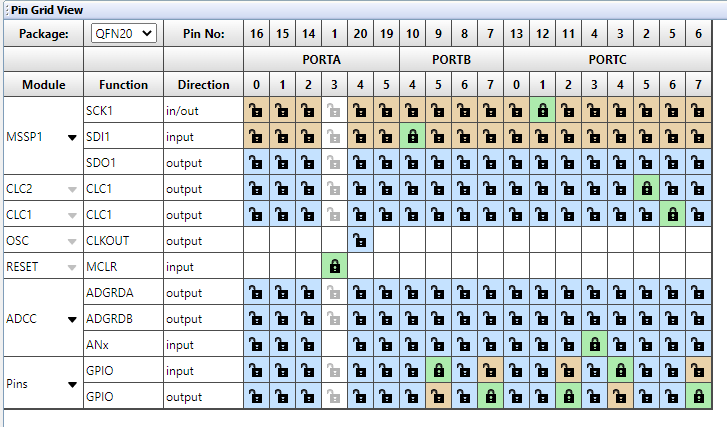 Pin Grid View
Package: QFN20 Pin No: 16 15 14 1 20 19 10 9 8 7 13 12 11 4 3 2 5 6
PORTA PORTB PORTC
Module Function Direction 0 1 2 3 4 5 4 5 6 7 0 1 2 3 4 5 6 7
MSSP1 SCK1 in/out
SDI1 input
SDO1 output
CLC2 CLC1 output
CLC1 CLC1 output
OSC CLKOUT output
RESET MCLR input
ADCC ADGRDA output
ADGRDB output
ANx input
Pins GPIO input
GPIO output